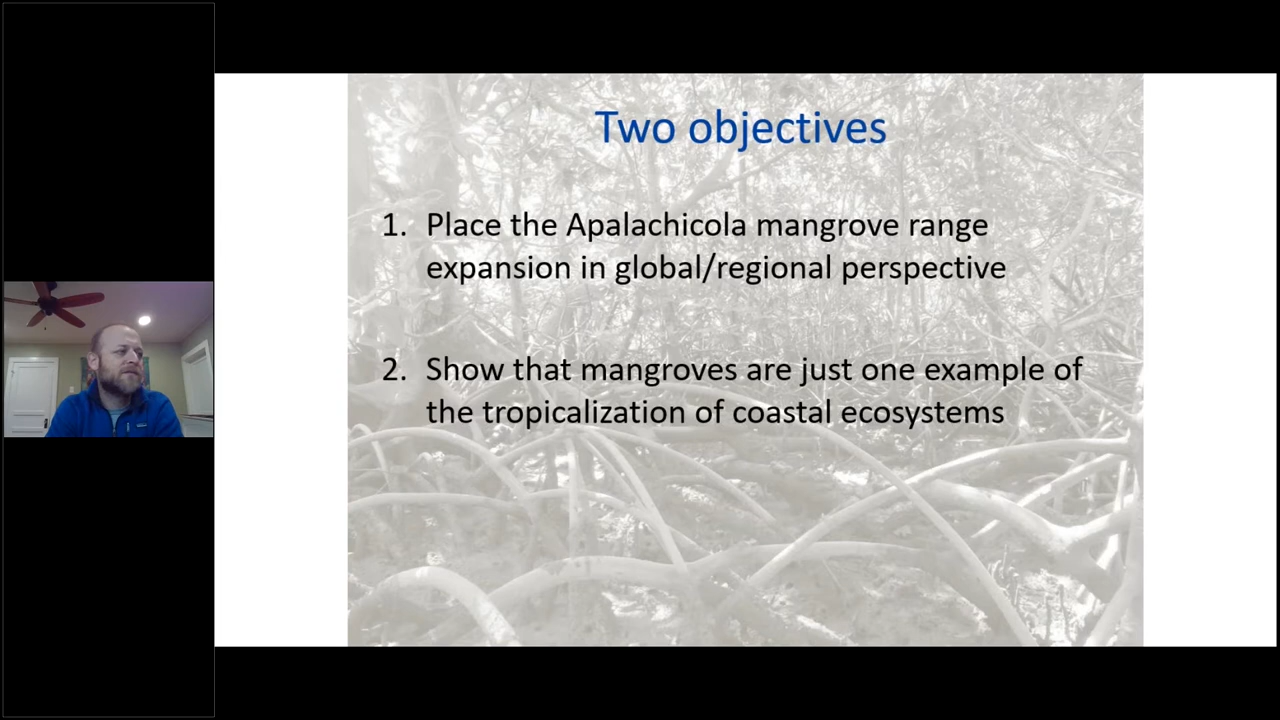 Two objectives
1. Place the Apalachicola mangrove range
expansion in global/regional perspective
2. Show that mangroves are just one example of
the tropicalization of coastal ecosystems